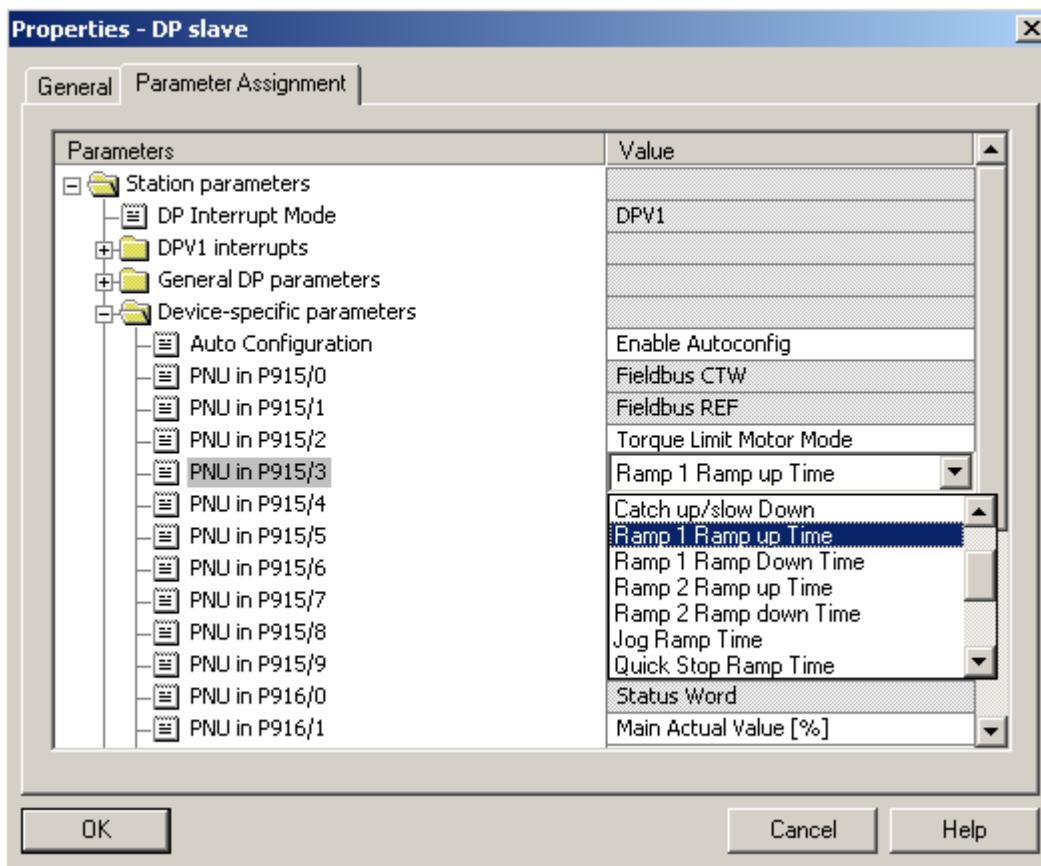 Properties - DP slave
General Parameter Assignment
Parameters Value
Station parameters
DP Interrupt Mode DPV1
DPV1 interrupts
General DP parameters
Device-specific parameters
Auto Configuration Enable Autoconfig
PNU in P915/0 Fieldbus CTW
PNU in P915/1 Fieldbus REF
PNU in P915/2 Torque Limit Motor Mode
PNU in P915/3 Ramp 1 Ramp up Time
PNU in P915/4 Catch up/slow Down
Ramp 1 Ramp up Time
PNU in P915/5 Ramp 1 Ramp Down Time
PNU in P915/6 Ramp 2 Ramp up Time
PNU in P915/7 Ramp 2 Ramp down Time
PNU in P915/8 Jog Ramp Time
PNU in P915/9 Quick Stop Ramp Time
PNU in P916/0 Status Word
PNU in P916/1 Main Actual Value [%]
OK Cancel Help